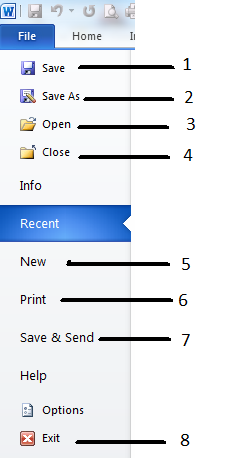 W
File Home
Save 1
Save As 2
Open 3
Close 4
Info
Recent
New 5
Print 6
Save & Send 7
Help
Options
Exit 8